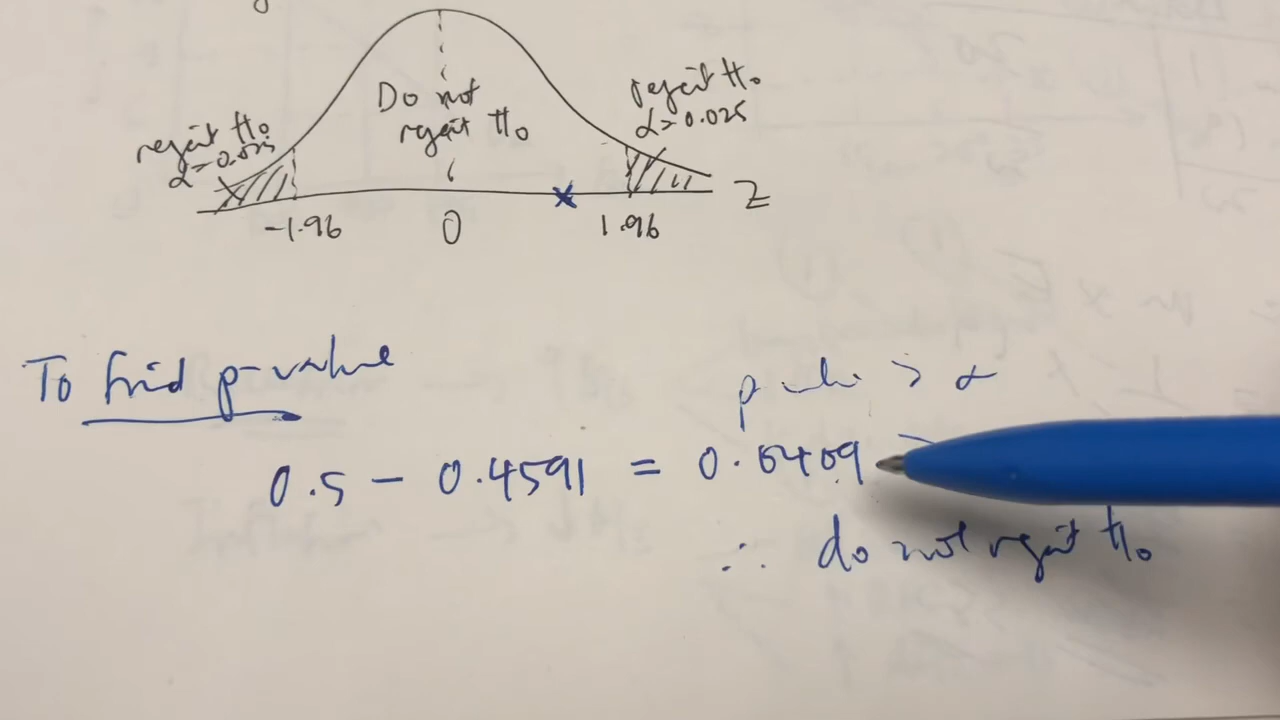 reject H₀
α = 0.025
Do not
reject H₀
reject H₀
α = 0.025
-1.96
0
1.96
Z
To find p-value
p value > α
0.5 - 0.4591 = 0.0409 >
∴ do not reject H₀